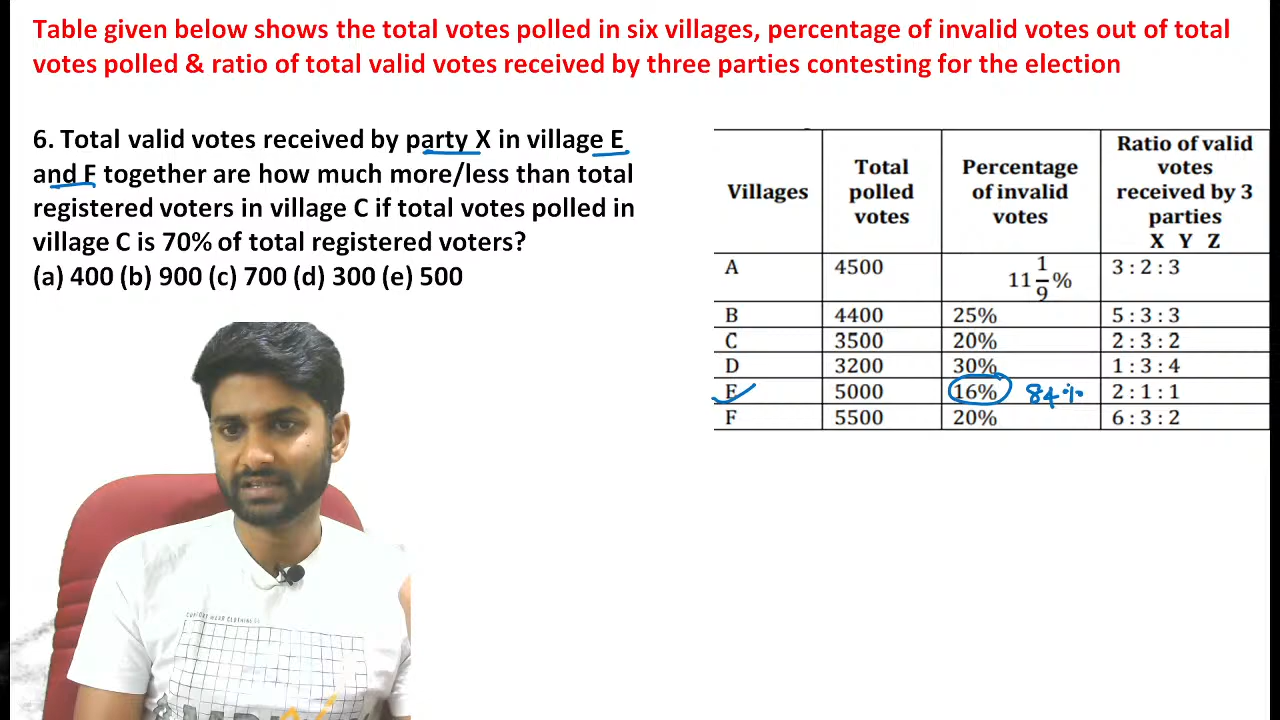 Table given below shows the total votes polled in six villages, percentage of invalid votes out of total
votes polled & ratio of total valid votes received by three parties contesting for the election
6. Total valid votes received by party X in village E
and F together are how much more/less than total
registered voters in village C if total votes polled in
village C is 70% of total registered voters?
(a) 400 (b) 900 (c) 700 (d) 300 (e) 500
Villages Total polled votes Percentage of invalid votes Ratio of valid votes received by 3 parties X Y Z
A 4500 11 1/9 % 3 : 2 : 3
B 4400 25% 5 : 3 : 3
C 3500 20% 2 : 3 : 2
D 3200 30% 1 : 3 : 4
E 5000 16% 84% 2 : 1 : 1
F 5500 20% 6 : 3 : 2